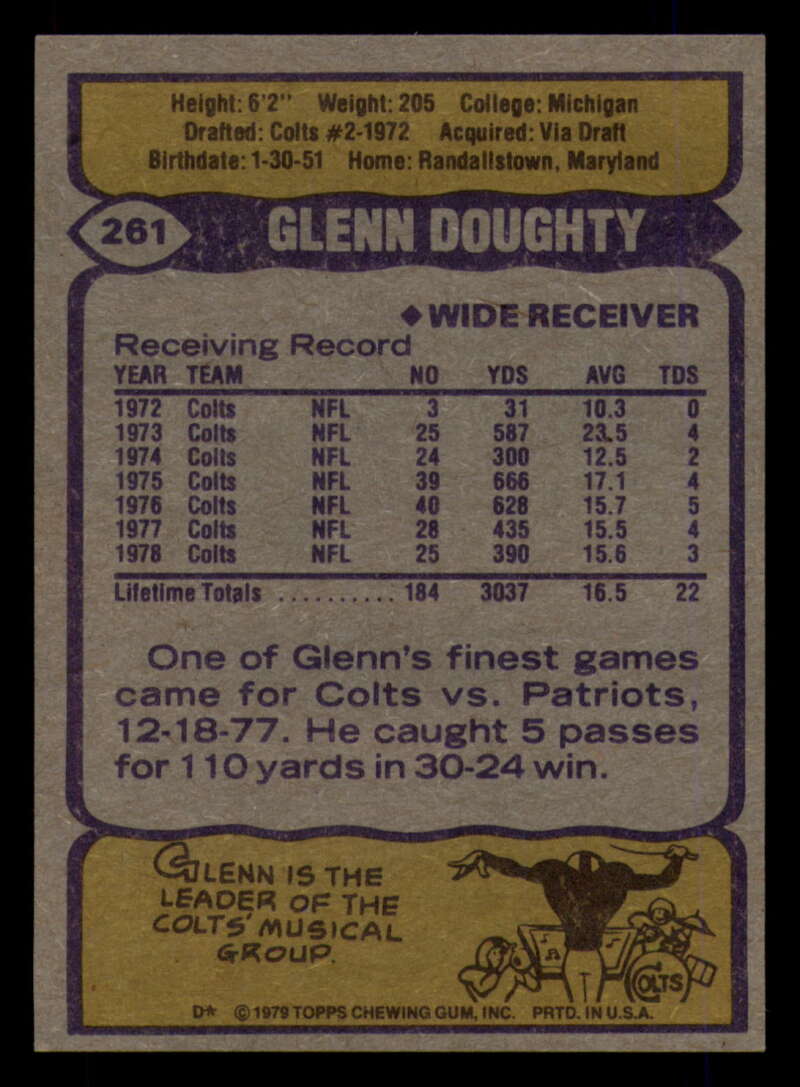 Height: 6'2" Weight: 205 College: Michigan
Drafted: Colts #2-1972 Acquired: Via Draft
Birthdate: 1-30-51 Home: Randallstown, Maryland
261 GLENN DOUGHTY
◆ WIDE RECEIVER
Receiving Record
YEAR TEAM NO YDS AVG TDS
1972 Colts NFL 3 31 10.3 0
1973 Colts NFL 25 587 23.5 4
1974 Colts NFL 24 300 12.5 2
1975 Colts NFL 39 666 17.1 4
1976 Colts NFL 40 628 15.7 5
1977 Colts NFL 28 435 15.5 4
1978 Colts NFL 25 390 15.6 3
Lifetime Totals .......... 184 3037 16.5 22
One of Glenn's finest games
came for Colts vs. Patriots,
12-18-77. He caught 5 passes
for 110 yards in 30-24 win.
GLENN IS THE
LEADER OF THE
COLTS' MUSICAL
GROUP.
COLTS
D* © 1979 TOPPS CHEWING GUM, INC. PRTD. IN U.S.A.